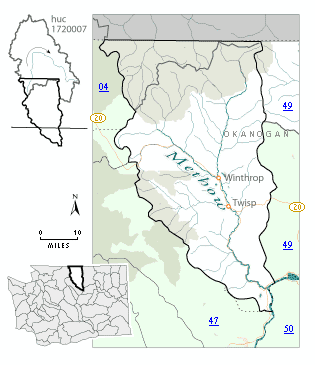 huc
1720007
04
49
20
OKANOGAN
Methow
Winthrop
Twisp
20
N
0 10
MILES
49
47
50